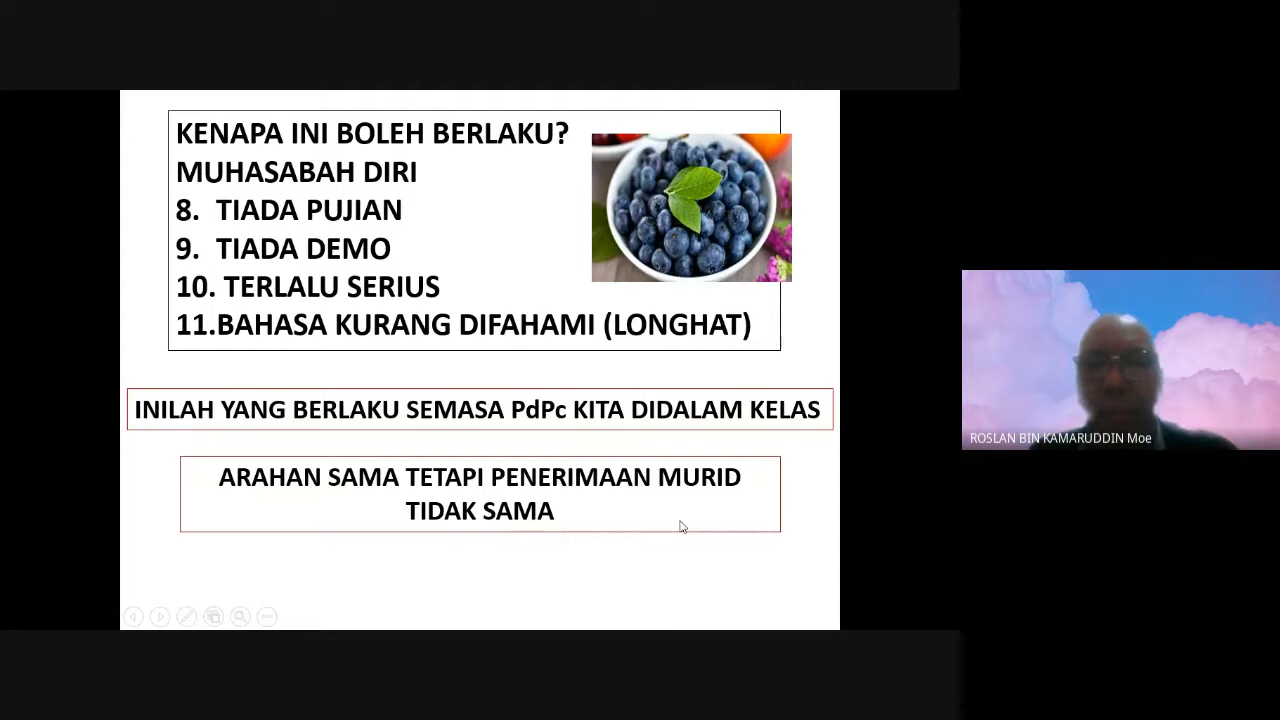 KENAPA INI BOLEH BERLAKU?
MUHASABAH DIRI
8. TIADA PUJIAN
9. TIADA DEMO
10. TERLALU SERIUS
11.BAHASA KURANG DIFAHAMI (LONGHAT)
INILAH YANG BERLAKU SEMASA PdPc KITA DIDALAM KELAS
ARAHAN SAMA TETAPI PENERIMAAN MURID
TIDAK SAMA
ROSLAN BIN KAMARUDDIN Moe